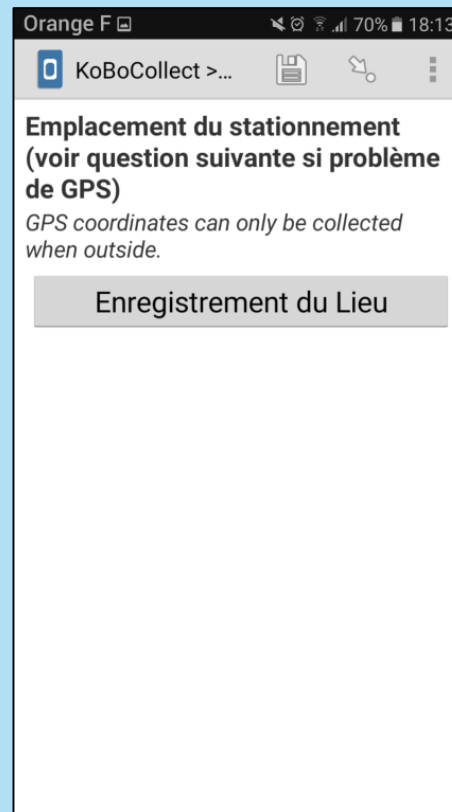 Orange F 70% 18:13
KoBoCollect >...
Emplacement du stationnement
(voir question suivante si problème
de GPS)
GPS coordinates can only be collected
when outside.
Enregistrement du Lieu